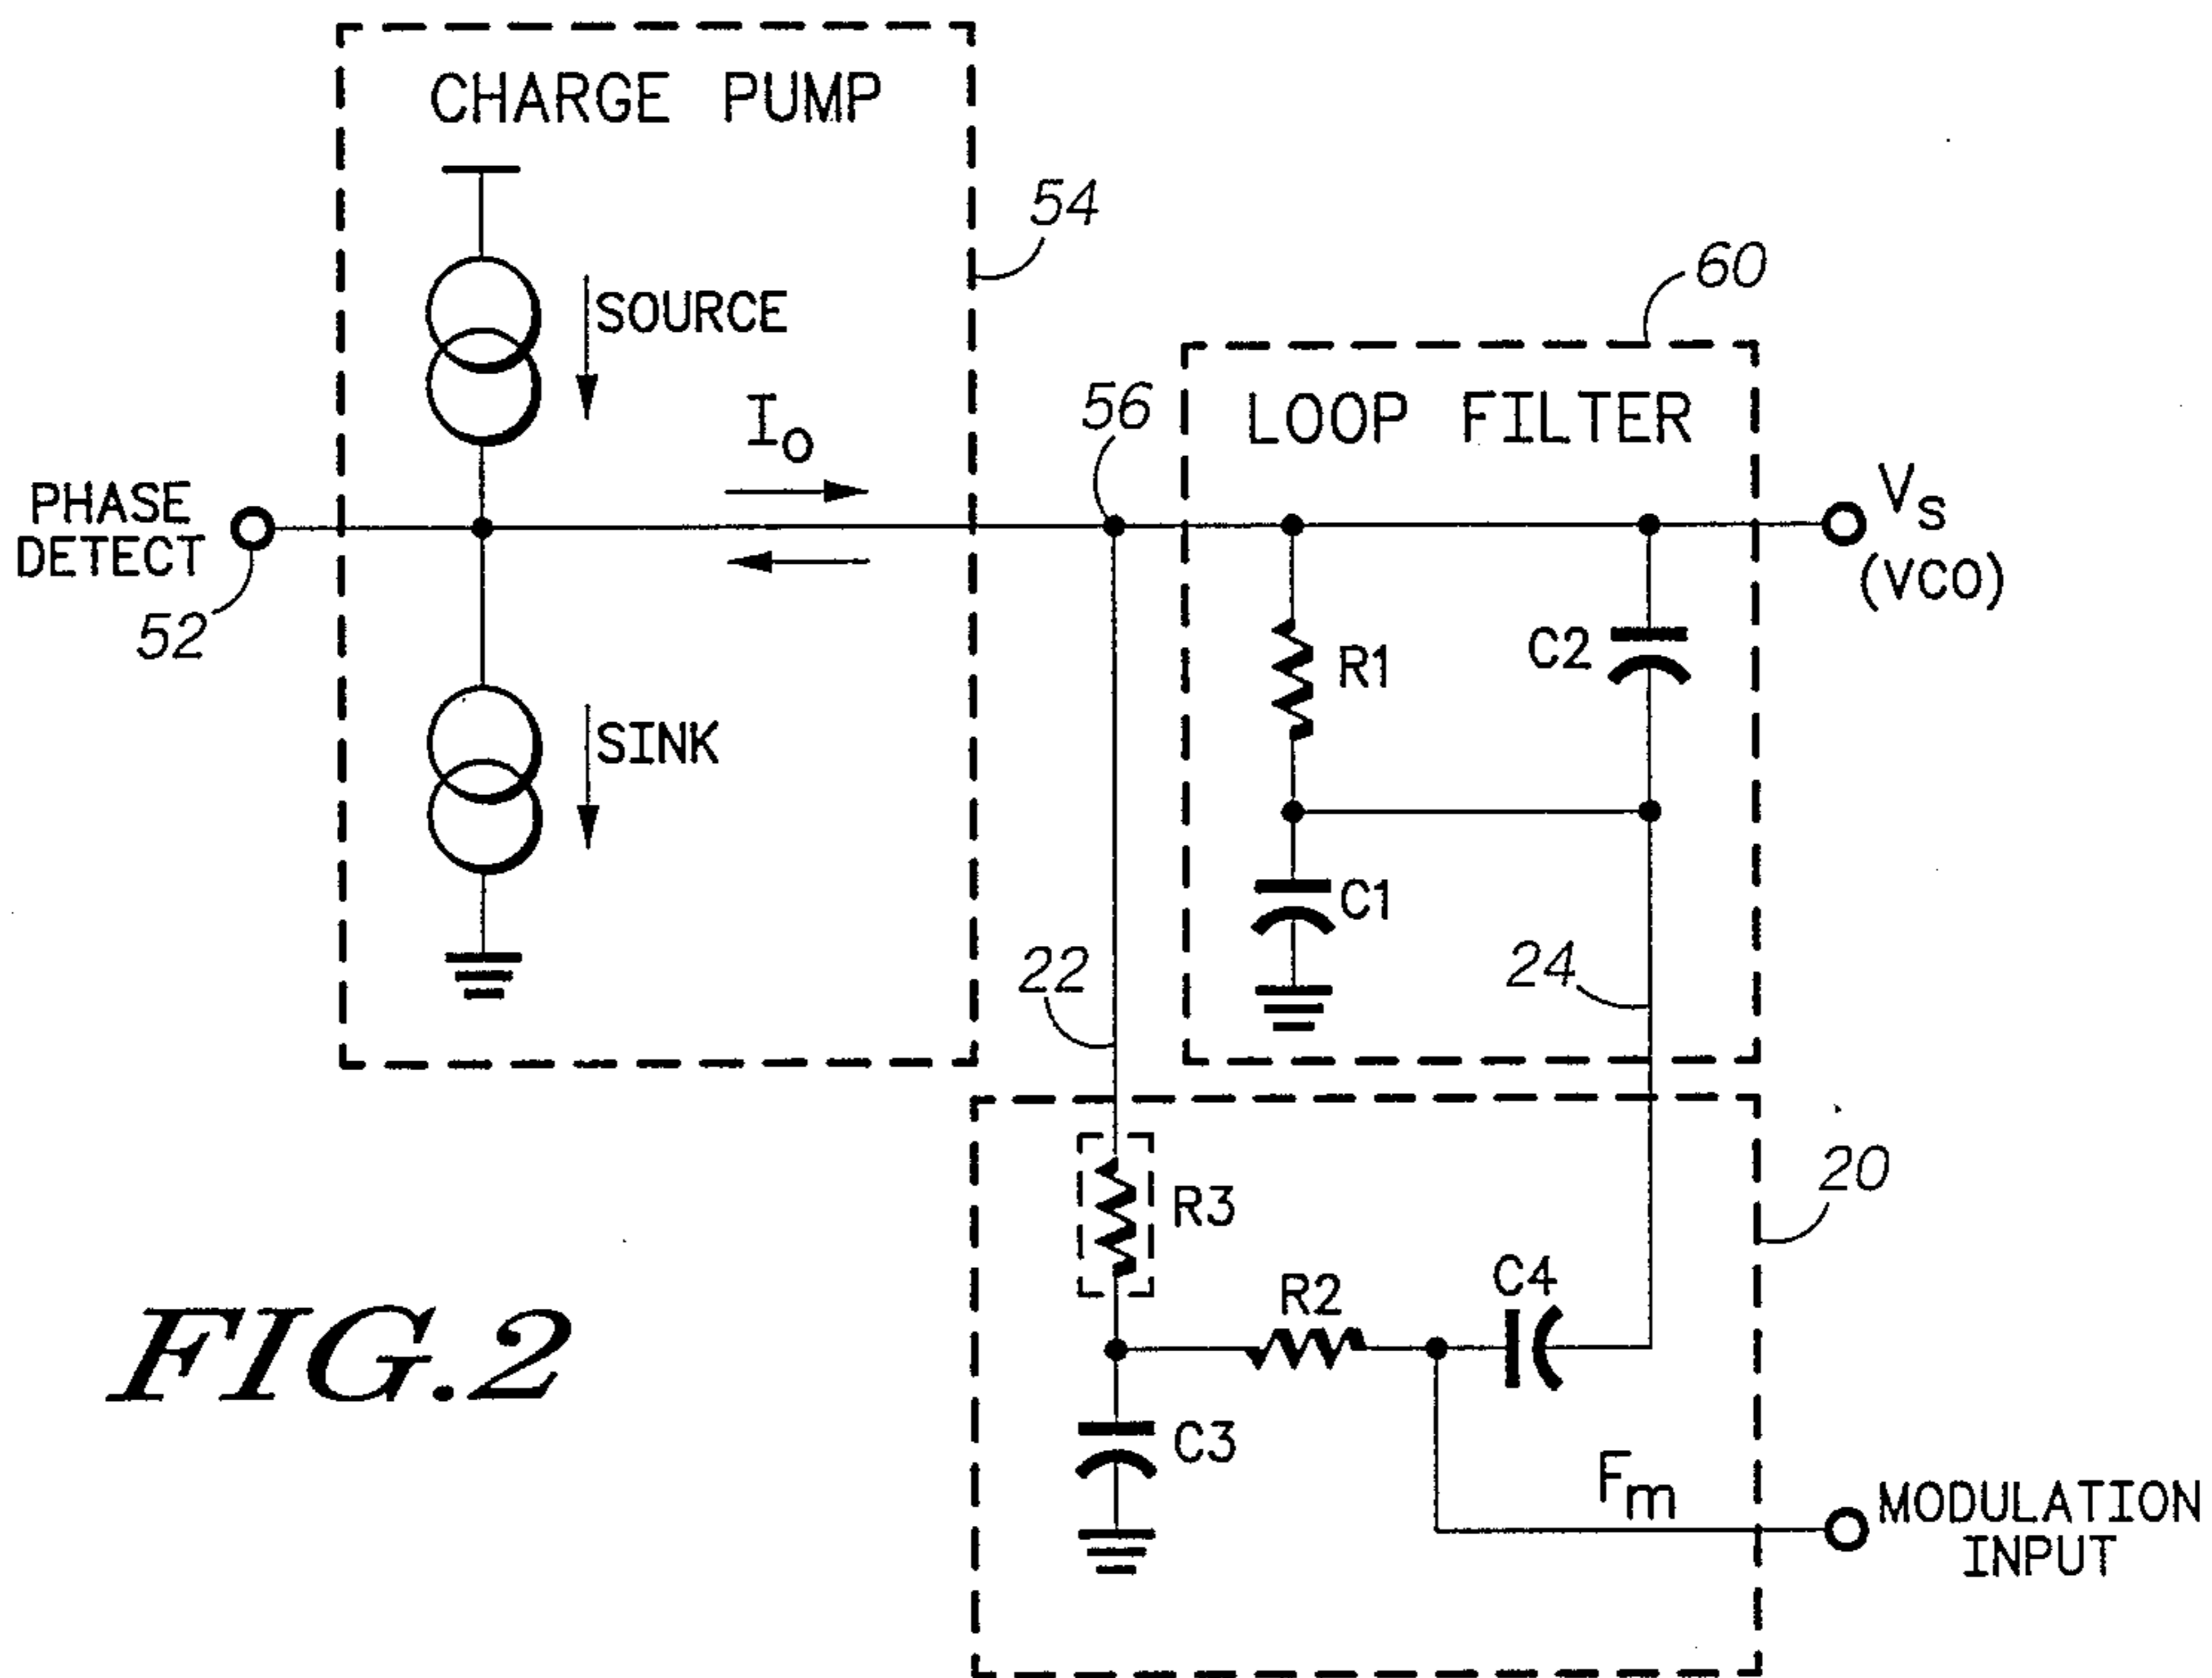 CHARGE PUMP
54
SOURCE
60
56
LOOP FILTER
Io
PHASE
DETECT
52
Vs
(VCO)
R1
C2
SINK
C1
22
24
R3
20
R2
C4
C3
Fm
MODULATION
INPUT
FIG.2